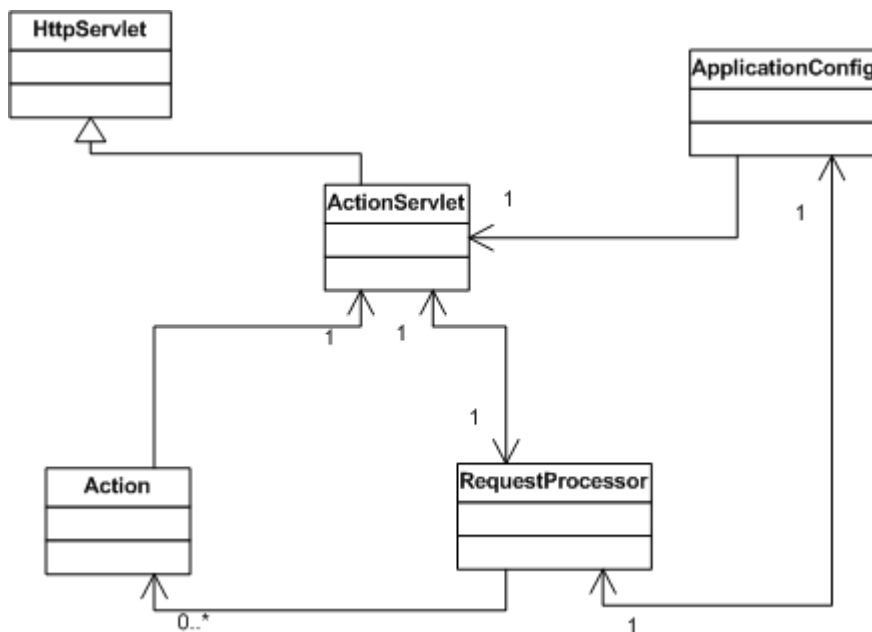 HttpServlet
ApplicationConfig
ActionServlet
1
1
1
1
1
Action
RequestProcessor
0..*
1